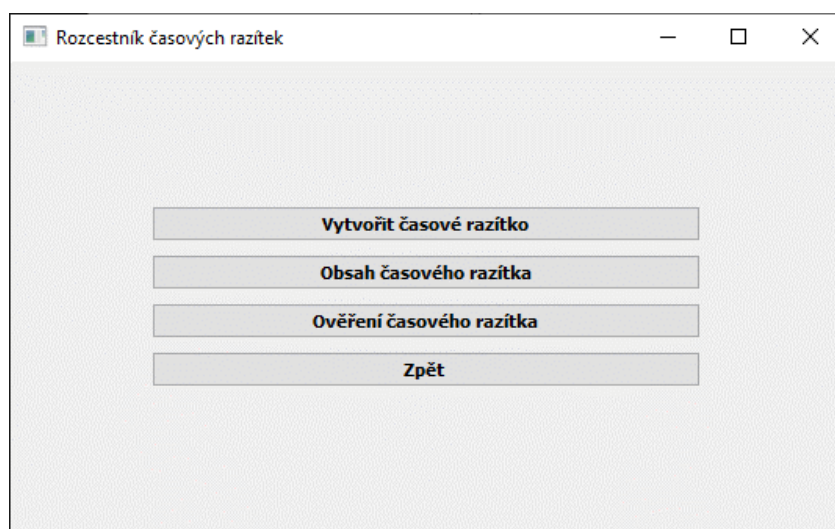 Rozcestník časových razítek
Vytvořit časové razítko
Obsah časového razítka
Ověření časového razítka
Zpět